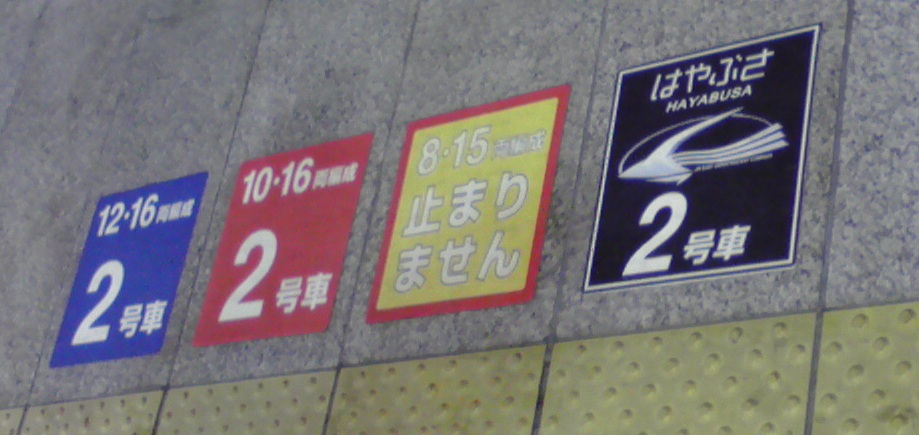 12·16両編成
2号車
10·16両編成
2号車
8·15両編成
止まり
ません
はやぶさ
HAYABUSA
2号車